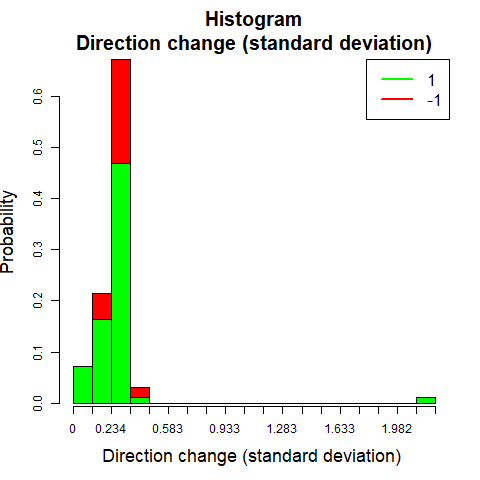 Histogram
Direction change (standard deviation)
1
-1
Probability
0.6
0.5
0.4
0.3
0.2
0.1
0.0
0 0.234 0.583 0.933 1.283 1.633 1.982
Direction change (standard deviation)